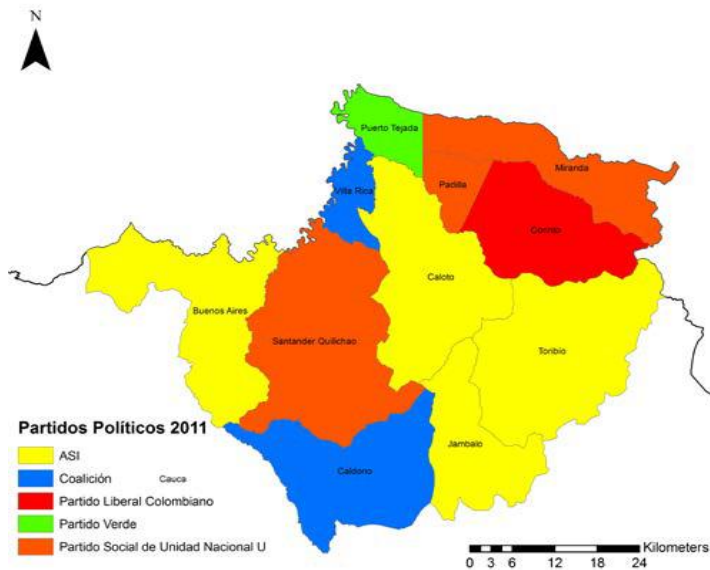 N
Puerto Tejada
Miranda
Villa Rica
Padilla
Corinto
Caloto
Buenos Aires
Santander Quilichao
Toribio
Partidos Políticos 2011
Jambalo
ASI
Coalición
Cauca
Caldono
Partido Liberal Colombiano
Partido Verde
Partido Social de Unidad Nacional U
Kilometers
0 3 6 12 18 24